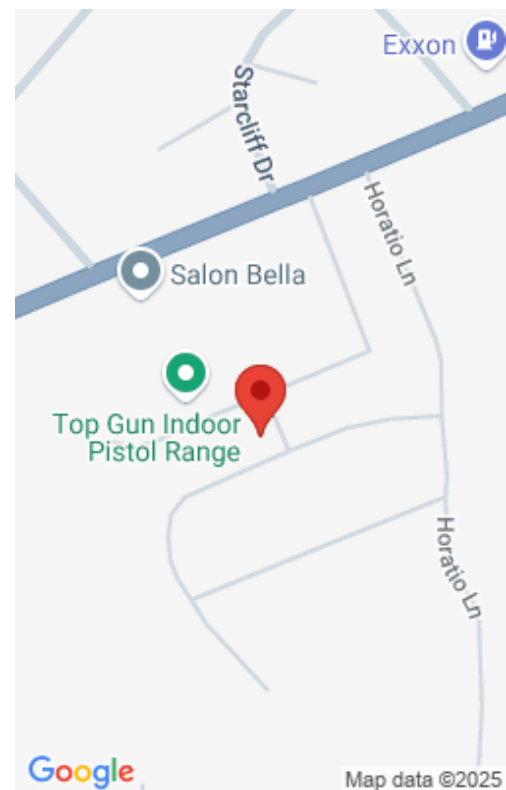 Exxon
Starcliff Dr
Horatio Ln
Salon Bella
Top Gun Indoor
Pistol Range
Horatio Ln
Google
Map data ©2025